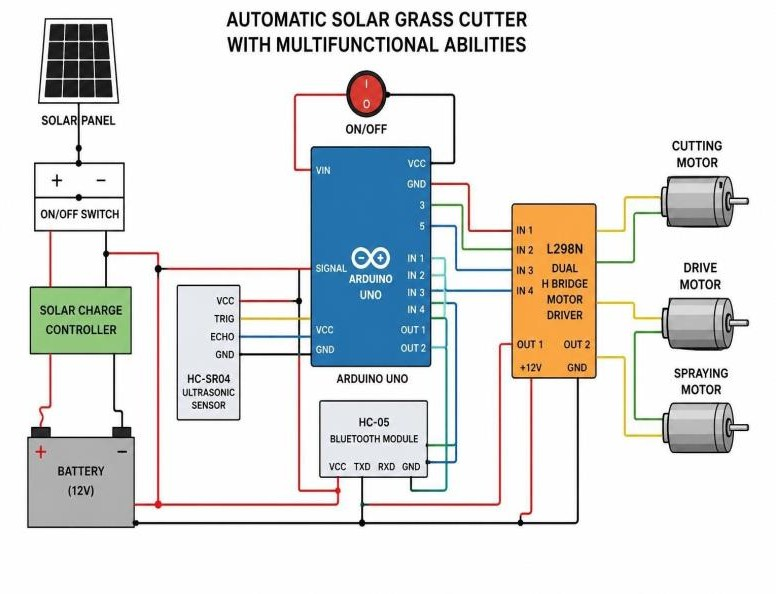 AUTOMATIC SOLAR GRASS CUTTER
WITH MULTIFUNCTIONAL ABILITIES
SOLAR PANEL
+ −
ON/OFF SWITCH
SOLAR CHARGE
CONTROLLER
+ −
BATTERY
(12V)
I
O
ON/OFF
VIN
SIGNAL
VCC
GND
VCC
GND
3
5
IN 1
IN 2
IN 3
IN 4
OUT 1
OUT 2
ARDUINO
UNO
ARDUINO UNO
VCC
TRIG
ECHO
GND
HC-SR04
ULTRASONIC
SENSOR
HC-05
BLUETOOTH MODULE
VCC TXD RXD GND
IN 1
IN 2
IN 3
IN 4
L298N
DUAL
H BRIDGE
MOTOR
DRIVER
OUT 1 OUT 2
+12V GND
CUTTING
MOTOR
DRIVE
MOTOR
SPRAYING
MOTOR